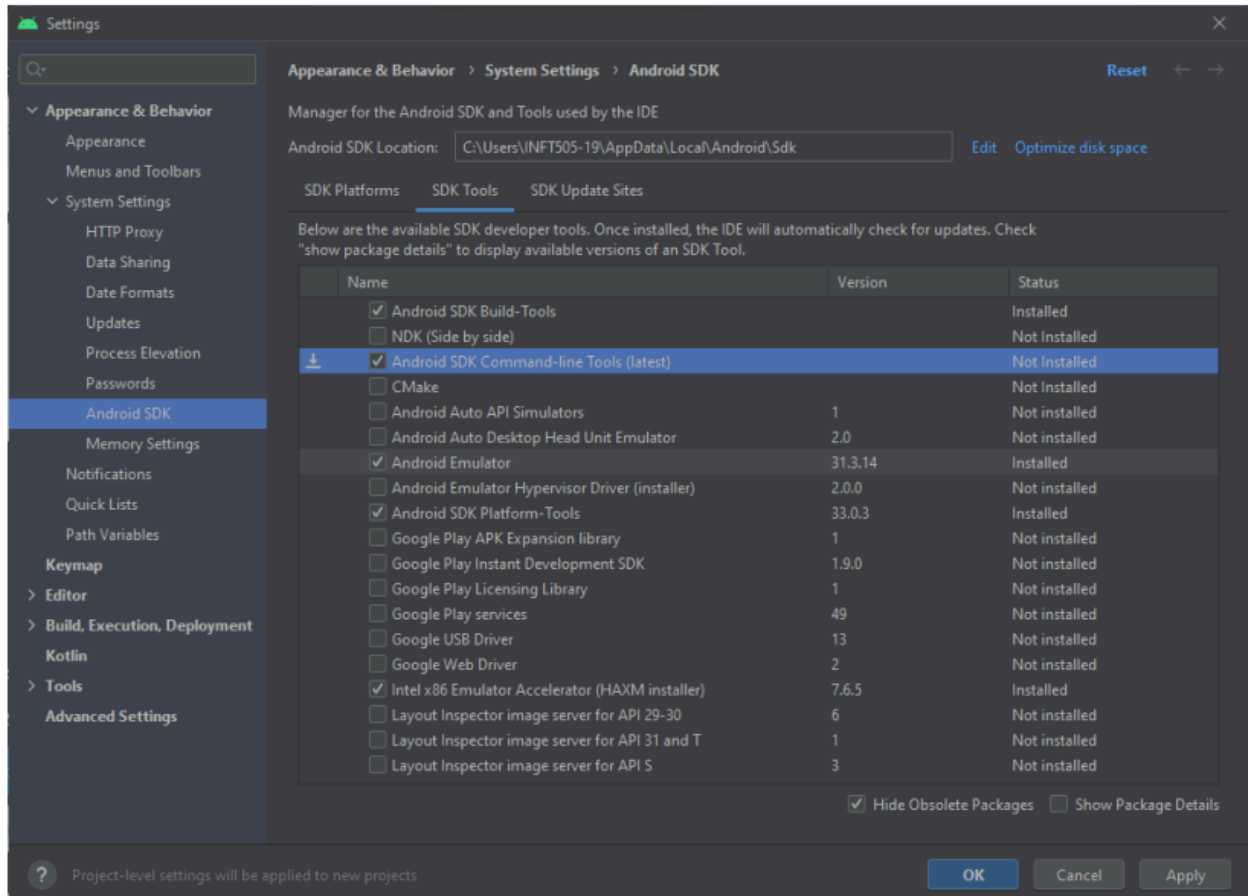 Settings
Appearance & Behavior
Appearance
Menus and Toolbars
System Settings
HTTP Proxy
Data Sharing
Date Formats
Updates
Process Elevation
Passwords
Android SDK
Memory Settings
Notifications
Quick Lists
Path Variables
Keymap
Editor
Build, Execution, Deployment
Kotlin
Tools
Advanced Settings
Appearance & Behavior > System Settings > Android SDK Reset
Manager for the Android SDK and Tools used by the IDE
Android SDK Location: C:\Users\INFT505-19\AppData\Local\Android\Sdk Edit Optimize disk space
SDK Platforms SDK Tools SDK Update Sites
Below are the available SDK developer tools. Once installed, the IDE will automatically check for updates. Check
"show package details" to display available versions of an SDK Tool.
Name Version Status
Android SDK Build-Tools Installed
NDK (Side by side) Not Installed
Android SDK Command-line Tools (latest) Not Installed
CMake Not Installed
Android Auto API Simulators 1 Not installed
Android Auto Desktop Head Unit Emulator 2.0 Not installed
Android Emulator 31.3.14 Installed
Android Emulator Hypervisor Driver (installer) 2.0.0 Not installed
Android SDK Platform-Tools 33.0.3 Installed
Google Play APK Expansion library 1 Not installed
Google Play Instant Development SDK 1.9.0 Not installed
Google Play Licensing Library 1 Not installed
Google Play services 49 Not installed
Google USB Driver 13 Not installed
Google Web Driver 2 Not installed
Intel x86 Emulator Accelerator (HAXM installer) 7.6.5 Installed
Layout Inspector image server for API 29-30 6 Not installed
Layout Inspector image server for API 31 and T 1 Not installed
Layout Inspector image server for API S 3 Not installed
Hide Obsolete Packages Show Package Details
? Project-level settings will be applied to new projects
OK Cancel Apply